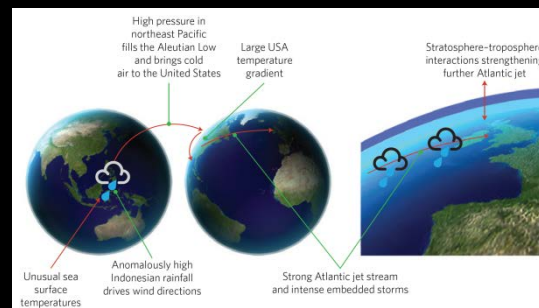 High pressure in
northeast Pacific
fills the Aleutian Low
and brings cold
air to the United States
Large USA
temperature
gradient
Stratosphere–troposphere
interactions strengthening
further Atlantic jet
Unusual sea
surface
temperatures
Anomalously high
Indonesian rainfall
drives wind directions
Strong Atlantic jet stream
and intense embedded storms